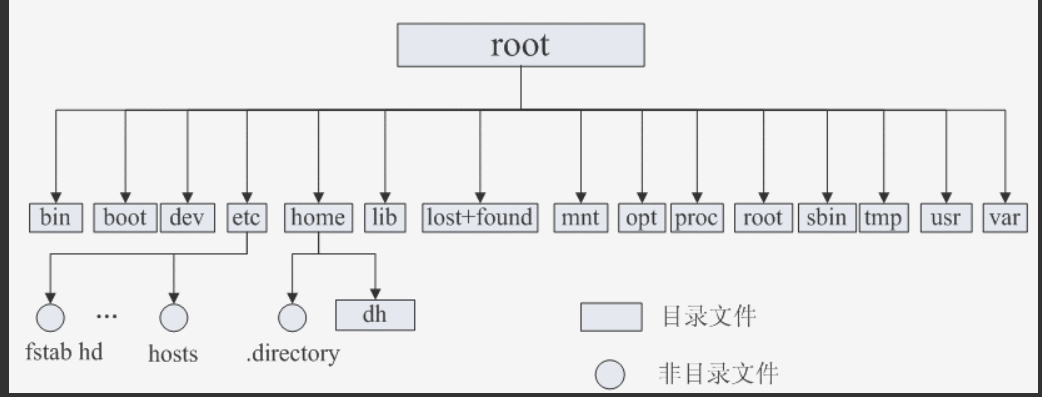 root
bin boot dev etc home lib lost+found mnt opt proc root sbin tmp usr var
... dh 目录文件
fstab hd hosts .directory
非目录文件